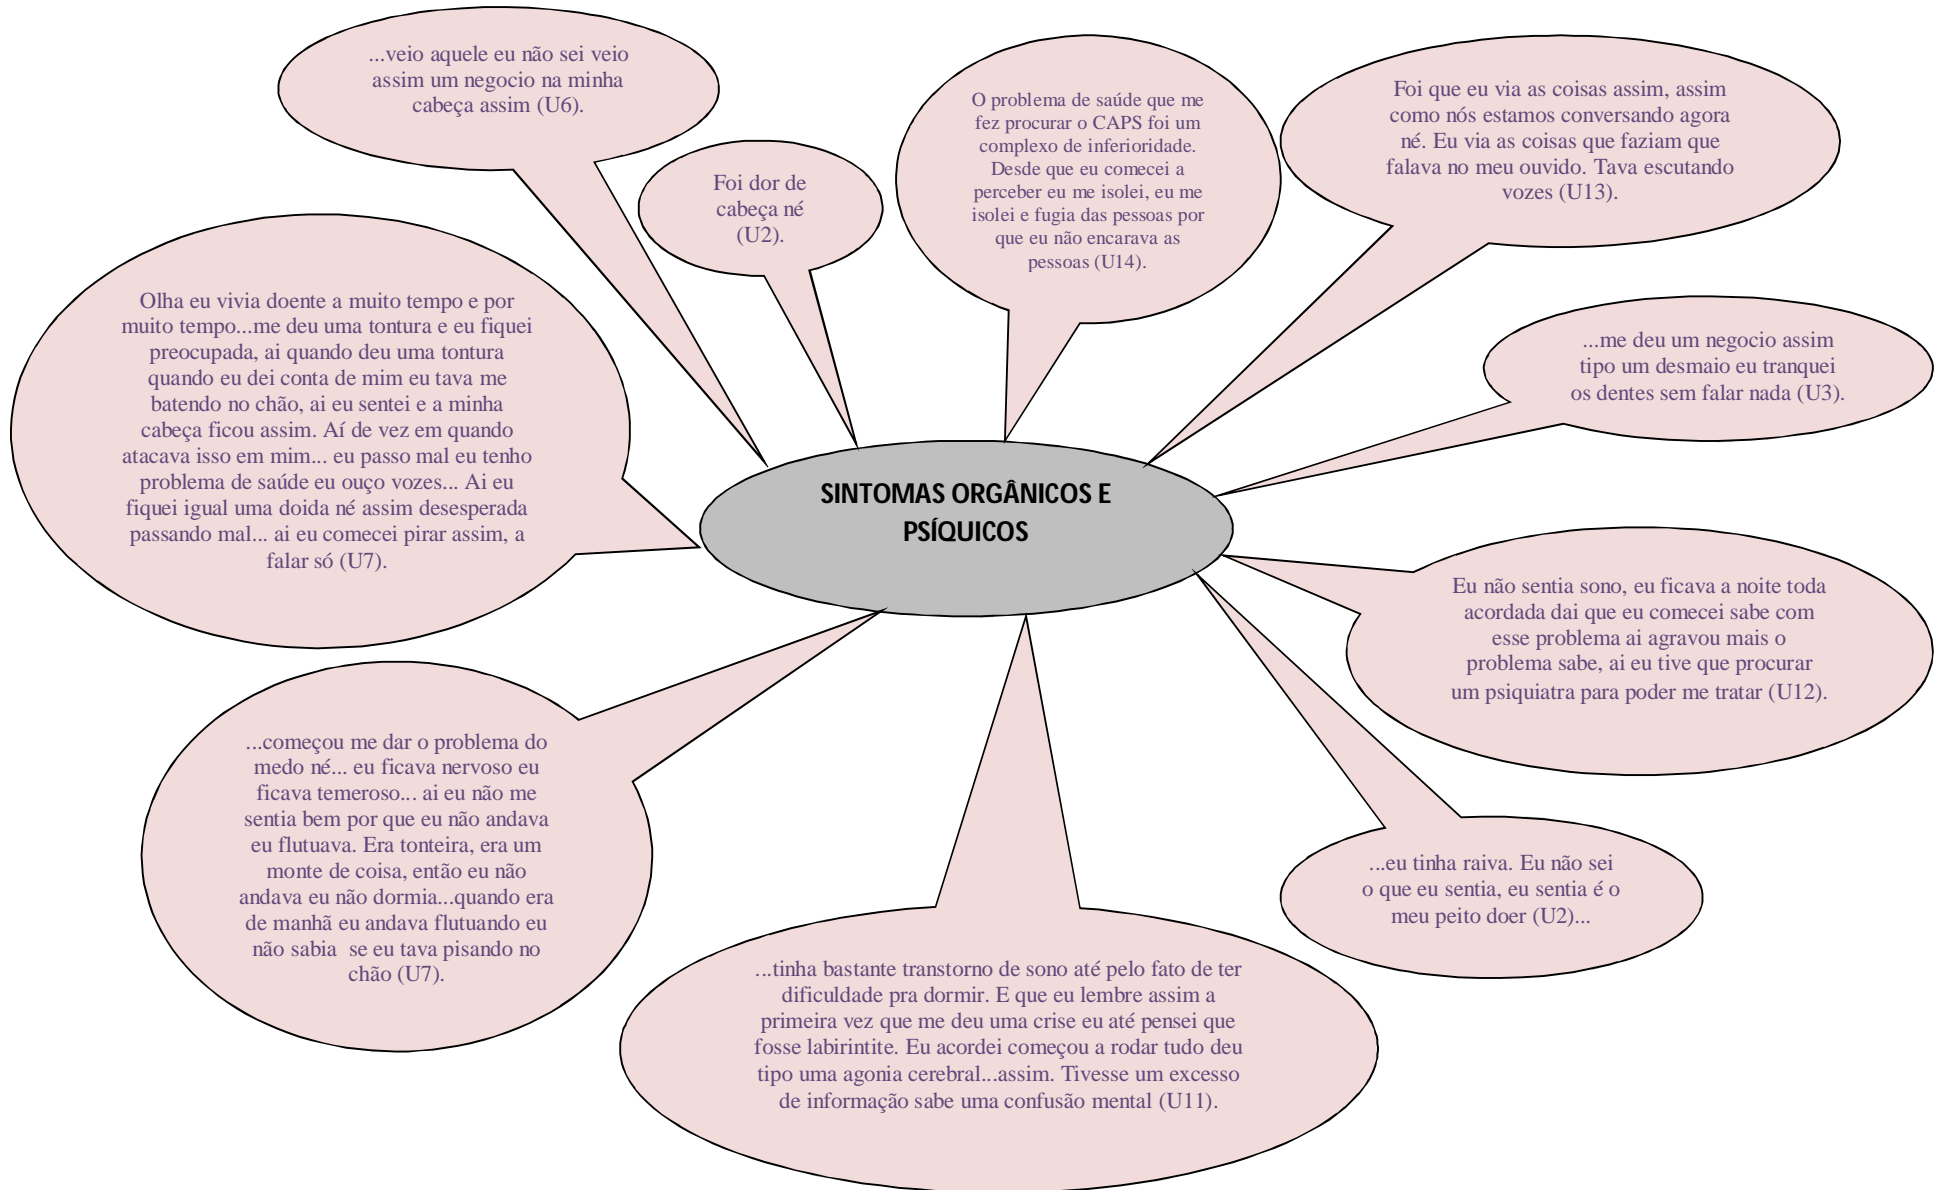 ...veio aquele eu não sei veio
assim um negocio na minha
cabeça assim (U6).
Foi dor de
cabeça né
(U2).
O problema de saúde que me
fez procurar o CAPS foi um
complexo de inferioridade.
Desde que eu comecei a
perceber eu me isolei, eu me
isolei e fugia das pessoas por
que eu não encarava as
pessoas (U14).
Foi que eu via as coisas assim, assim
como nós estamos conversando agora
né. Eu via as coisas que faziam que
falava no meu ouvido. Tava escutando
vozes (U13).
Olha eu vivia doente a muito tempo e por
muito tempo...me deu uma tontura e eu fiquei
preocupada, ai quando deu uma tontura
quando eu dei conta de mim eu tava me
batendo no chão, ai eu sentei e a minha
cabeça ficou assim. Aí de vez em quando
atacava isso em mim... eu passo mal eu tenho
problema de saúde eu ouço vozes... Ai eu
fiquei igual uma doida né assim desesperada
passando mal... ai eu comecei pirar assim, a
falar só (U7).
...me deu um negocio assim
tipo um desmaio eu tranquei
os dentes sem falar nada (U3).
SINTOMAS ORGÂNICOS E
PSÍQUICOS
Eu não sentia sono, eu ficava a noite toda
acordada dai que eu comecei sabe com
esse problema ai agravou mais o
problema sabe, ai eu tive que procurar
um psiquiatra para poder me tratar (U12).
...começou me dar o problema do
medo né... eu ficava nervoso eu
ficava temeroso... ai eu não me
sentia bem por que eu não andava
eu flutuava. Era tonteira, era um
monte de coisa, então eu não
andava eu não dormia...quando era
de manhã eu andava flutuando eu
não sabia  se eu tava pisando no
chão (U7).
...eu tinha raiva. Eu não sei
o que eu sentia, eu sentia é o
meu peito doer (U2)...
...tinha bastante transtorno de sono até pelo fato de ter
dificuldade pra dormir. E que eu lembre assim a
primeira vez que me deu uma crise eu até pensei que
fosse labirintite. Eu acordei começou a rodar tudo deu
tipo uma agonia cerebral...assim. Tivesse um excesso
de informação sabe uma confusão mental (U11).